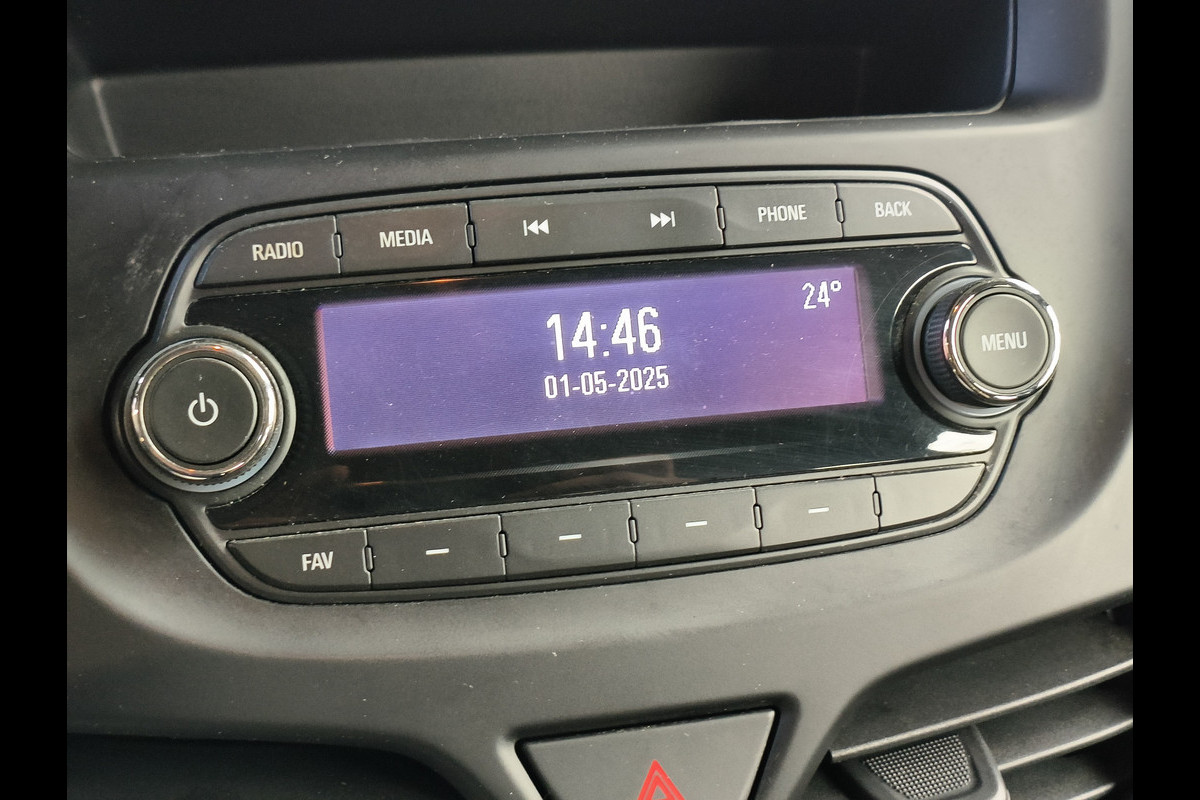 RADIO
MEDIA
PHONE
BACK
24°
14:46
01-05-2025
MENU
FAV